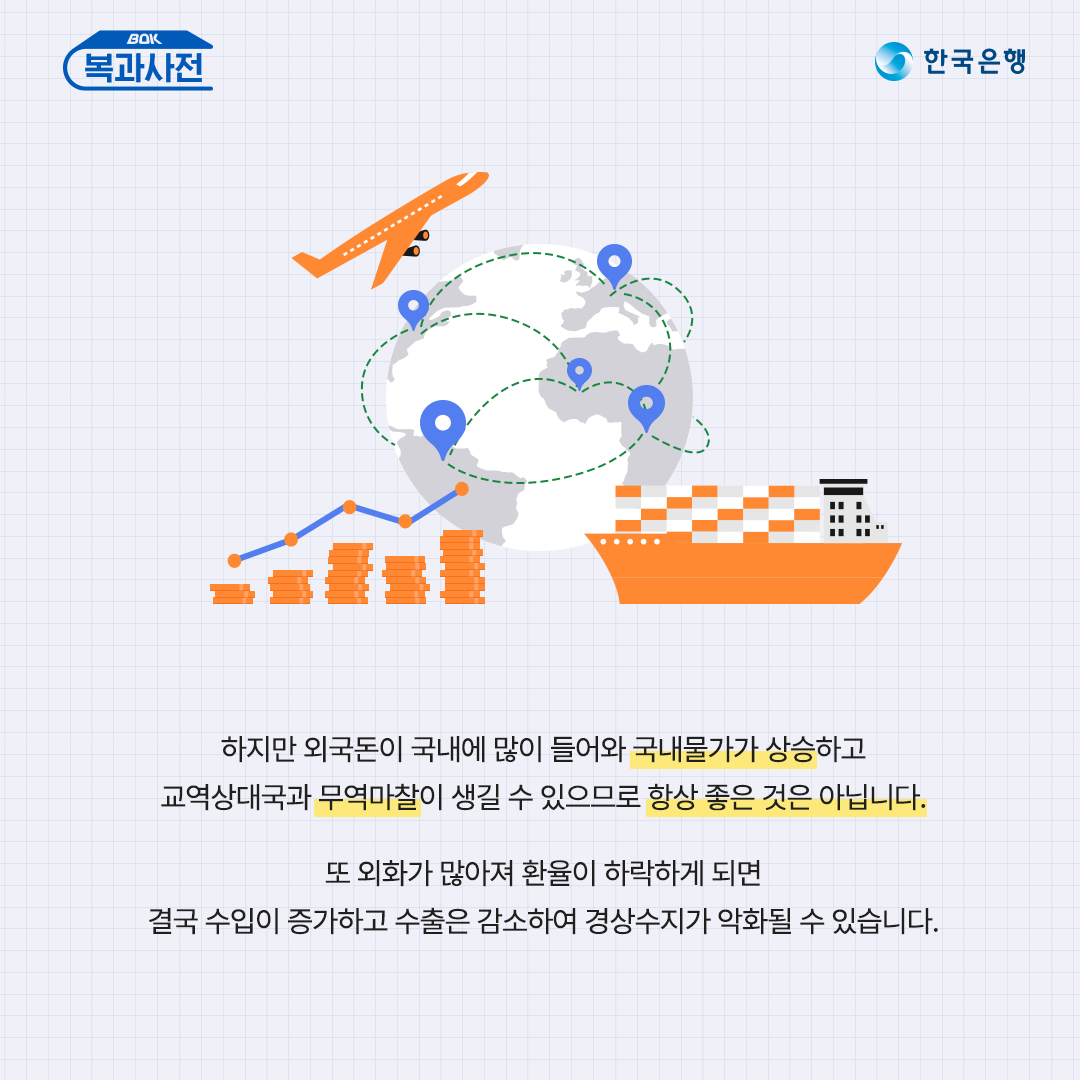 BOK
복과사전
한국은행
하지만 외국돈이 국내에 많이 들어와 국내물가가 상승하고
교역상대국과 무역마찰이 생길 수 있으므로 항상 좋은 것은 아닙니다.
또 외화가 많아져 환율이 하락하게 되면
결국 수입이 증가하고 수출은 감소하여 경상수지가 악화될 수 있습니다.